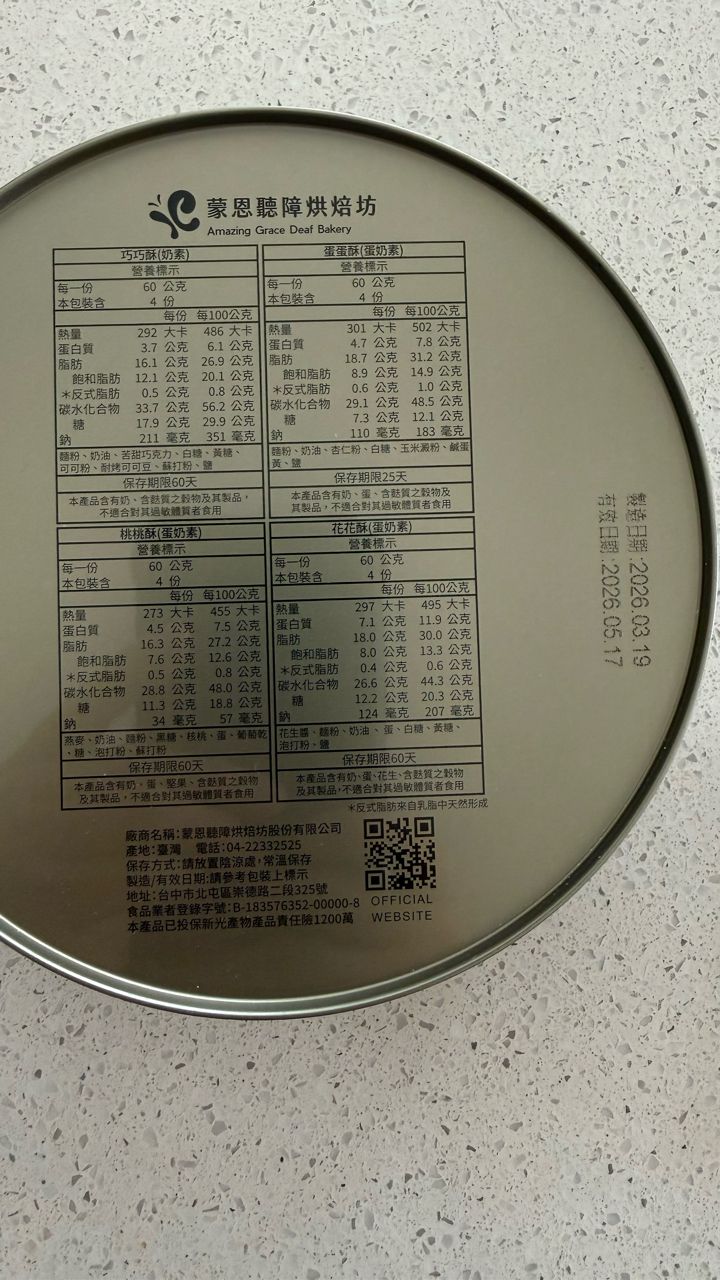 蒙恩聽障烘焙坊
Amazing Grace Deaf Bakery
巧巧酥(奶素)
營養標示
每一份 60 公克
本包裝含 4 份
每份 每100公克
熱量 292 大卡 486 大卡
蛋白質 3.7 公克 6.1 公克
脂肪 16.1 公克 26.9 公克
飽和脂肪 12.1 公克 20.1 公克
*反式脂肪 0.5 公克 0.8 公克
碳水化合物 33.7 公克 56.2 公克
糖 17.9 公克 29.9 公克
鈉 211 毫克 351 毫克
麵粉、奶油、苦甜巧克力、白糖、黃糖、
可可粉、耐烤可可豆、蘇打粉、鹽
保存期限60天
本產品含有奶、含麩質之穀物及其製品，
不適合對其過敏體質者食用
蛋蛋酥(蛋奶素)
營養標示
每一份 60 公克
本包裝含 4 份
每份 每100公克
熱量 301 大卡 502 大卡
蛋白質 4.7 公克 7.8 公克
脂肪 18.7 公克 31.2 公克
飽和脂肪 8.9 公克 14.9 公克
*反式脂肪 0.6 公克 1.0 公克
碳水化合物 29.1 公克 48.5 公克
糖 7.3 公克 12.1 公克
鈉 110 毫克 183 毫克
麵粉、奶油、杏仁粉、白糖、玉米澱粉、鹹蛋
黃、鹽
保存期限25天
本產品含有奶、蛋、含麩質之穀物及
其製品，不適合對其過敏體質者食用
桃桃酥(蛋奶素)
營養標示
每一份 60 公克
本包裝含 4 份
每份 每100公克
熱量 273 大卡 455 大卡
蛋白質 4.5 公克 7.5 公克
脂肪 16.3 公克 27.2 公克
飽和脂肪 7.6 公克 12.6 公克
*反式脂肪 0.5 公克 0.8 公克
碳水化合物 28.8 公克 48.0 公克
糖 11.3 公克 18.8 公克
鈉 34 毫克 57 毫克
燕麥、奶油、麵粉、黑糖、核桃、蛋、葡萄乾
、糖、泡打粉、蘇打粉
保存期限60天
本產品含有奶、蛋、堅果、含麩質之穀物
及其製品，不適合對其過敏體質者食用
花花酥(蛋奶素)
營養標示
每一份 60 公克
本包裝含 4 份
每份 每100公克
熱量 297 大卡 495 大卡
蛋白質 7.1 公克 11.9 公克
脂肪 18.0 公克 30.0 公克
飽和脂肪 8.0 公克 13.3 公克
*反式脂肪 0.4 公克 0.6 公克
碳水化合物 26.6 公克 44.3 公克
糖 12.2 公克 20.3 公克
鈉 124 毫克 207 毫克
花生醬、麵粉、奶油、蛋、白糖、黃糖、
泡打粉、鹽
保存期限60天
本產品含有奶、蛋、花生、含麩質之穀物
及其製品，不適合對其過敏體質者食用
*反式脂肪來自乳脂中天然形成
廠商名稱:蒙恩聽障烘焙坊股份有限公司
產地:臺灣 電話:04-22332525
保存方式:請放置陰涼處，常溫保存
製造/有效日期:請參考包裝上標示
地址:台中市北屯區崇德路二段325號
食品業者登錄字號:B-183576352-00000-8
本產品已投保新光產物產品責任險1200萬
OFFICIAL
WEBSITE
製造日期:2026.03.19
有效日期:2026.05.17